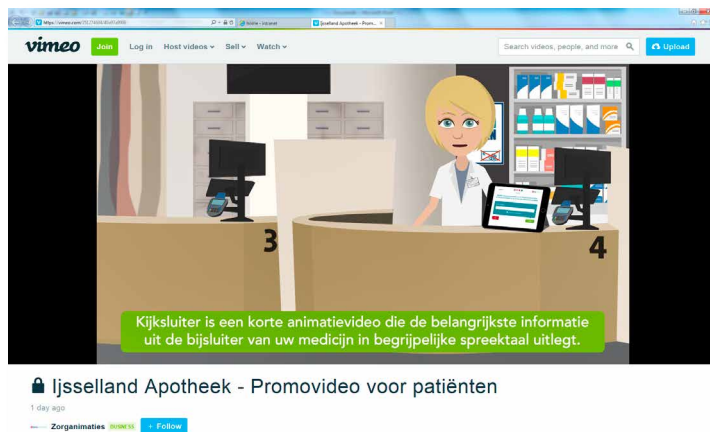 vimeo
Join
Log in
Host videos
Sell
Watch
Search videos, people, and more
Upload
3
4
Kijksluiter is een korte animatievideo die de belangrijkste informatie
uit de bijsluiter van uw medicijn in begrijpelijke spreektaal uitlegt.
Ijsselland Apotheek - Promovideo voor patiënten
1 day ago
Zorganimaties BUSINESS + Follow